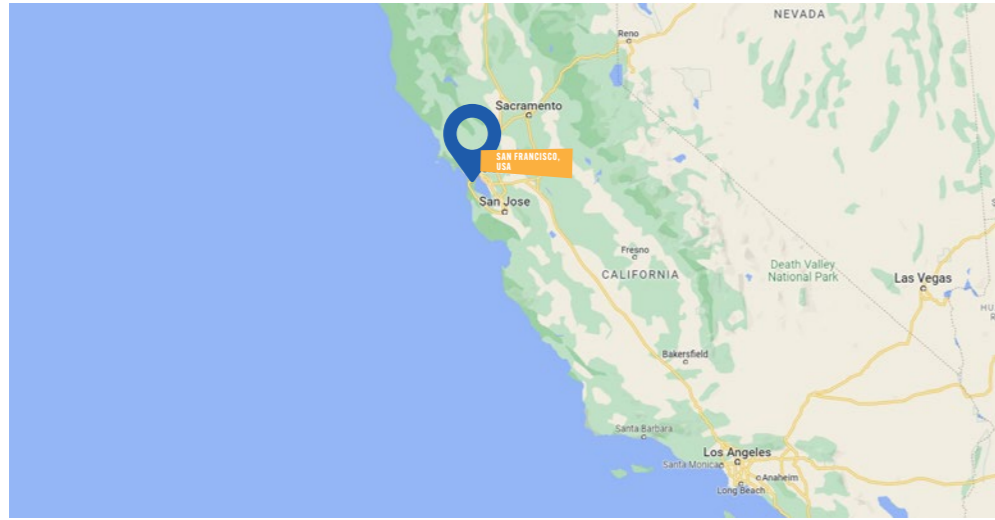 NEVADA
Reno
Sacramento
SAN FRANCISCO,
USA
San Jose
Fresno
CALIFORNIA
Death Valley
National Park
Las Vegas
HU
Bakersfield
Santa Barbara
Los Angeles
Santa Monica
Anaheim
Long Beach